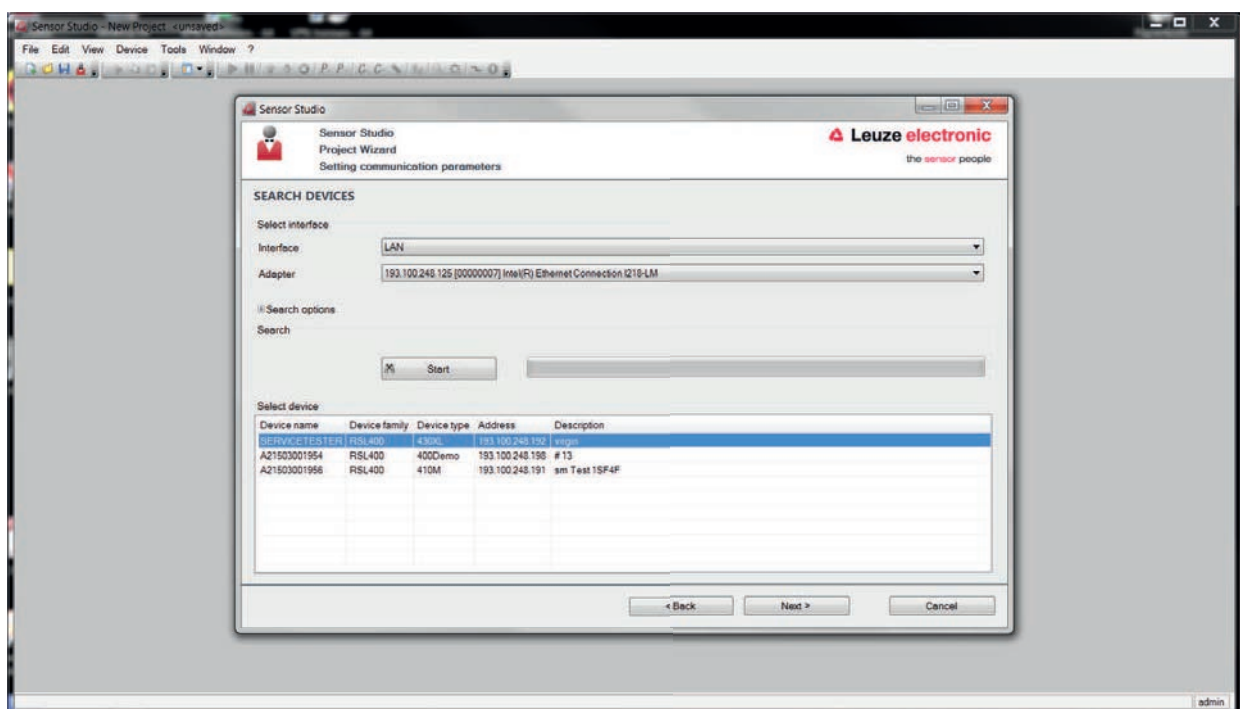 Sensor Studio - New Project <unsaved>
File Edit View Device Tools Window ?
Sensor Studio
Sensor Studio
Project Wizard
Setting communication parameters
Leuze electronic
the sensor people
SEARCH DEVICES
Select interface
Interface LAN
Adapter 193.100.248.125 [00000007] Intel(R) Ethernet Connection I218-LM
Search options
Search
Start
Select device
Device name Device family Device type Address Description
SERVICETESTER RSL400 430XL 193.100.248.192
A21503001954 RSL400 400Demo 193.100.248.198 # 13
A21503001956 RSL400 410M 193.100.248.191 sm Test 1SF4F
< Back Next > Cancel
admin